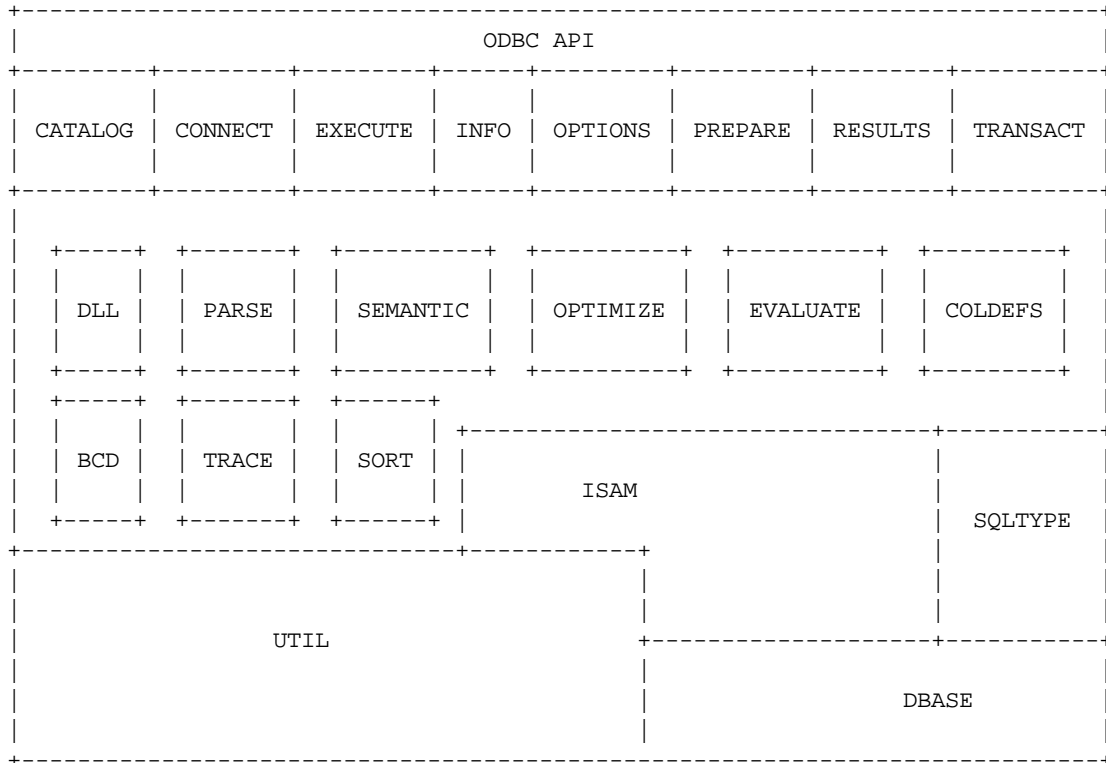 ODBC API
CATALOG CONNECT EXECUTE INFO OPTIONS PREPARE RESULTS TRANSACT
DLL PARSE SEMANTIC OPTIMIZE EVALUATE COLDEFS
BCD TRACE SORT
ISAM
SQLTYPE
UTIL
DBASE